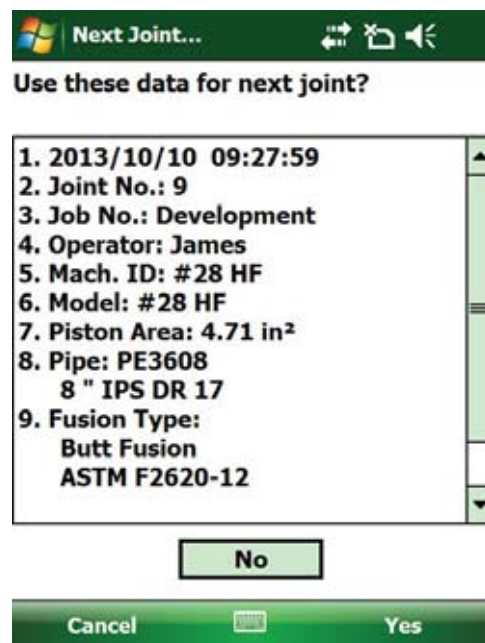 Next Joint...
Use these data for next joint?
1. 2013/10/10 09:27:59
2. Joint No.: 9
3. Job No.: Development
4. Operator: James
5. Mach. ID: #28 HF
6. Model: #28 HF
7. Piston Area: 4.71 in²
8. Pipe: PE3608
8 " IPS DR 17
9. Fusion Type:
Butt Fusion
ASTM F2620-12
No
Cancel Yes